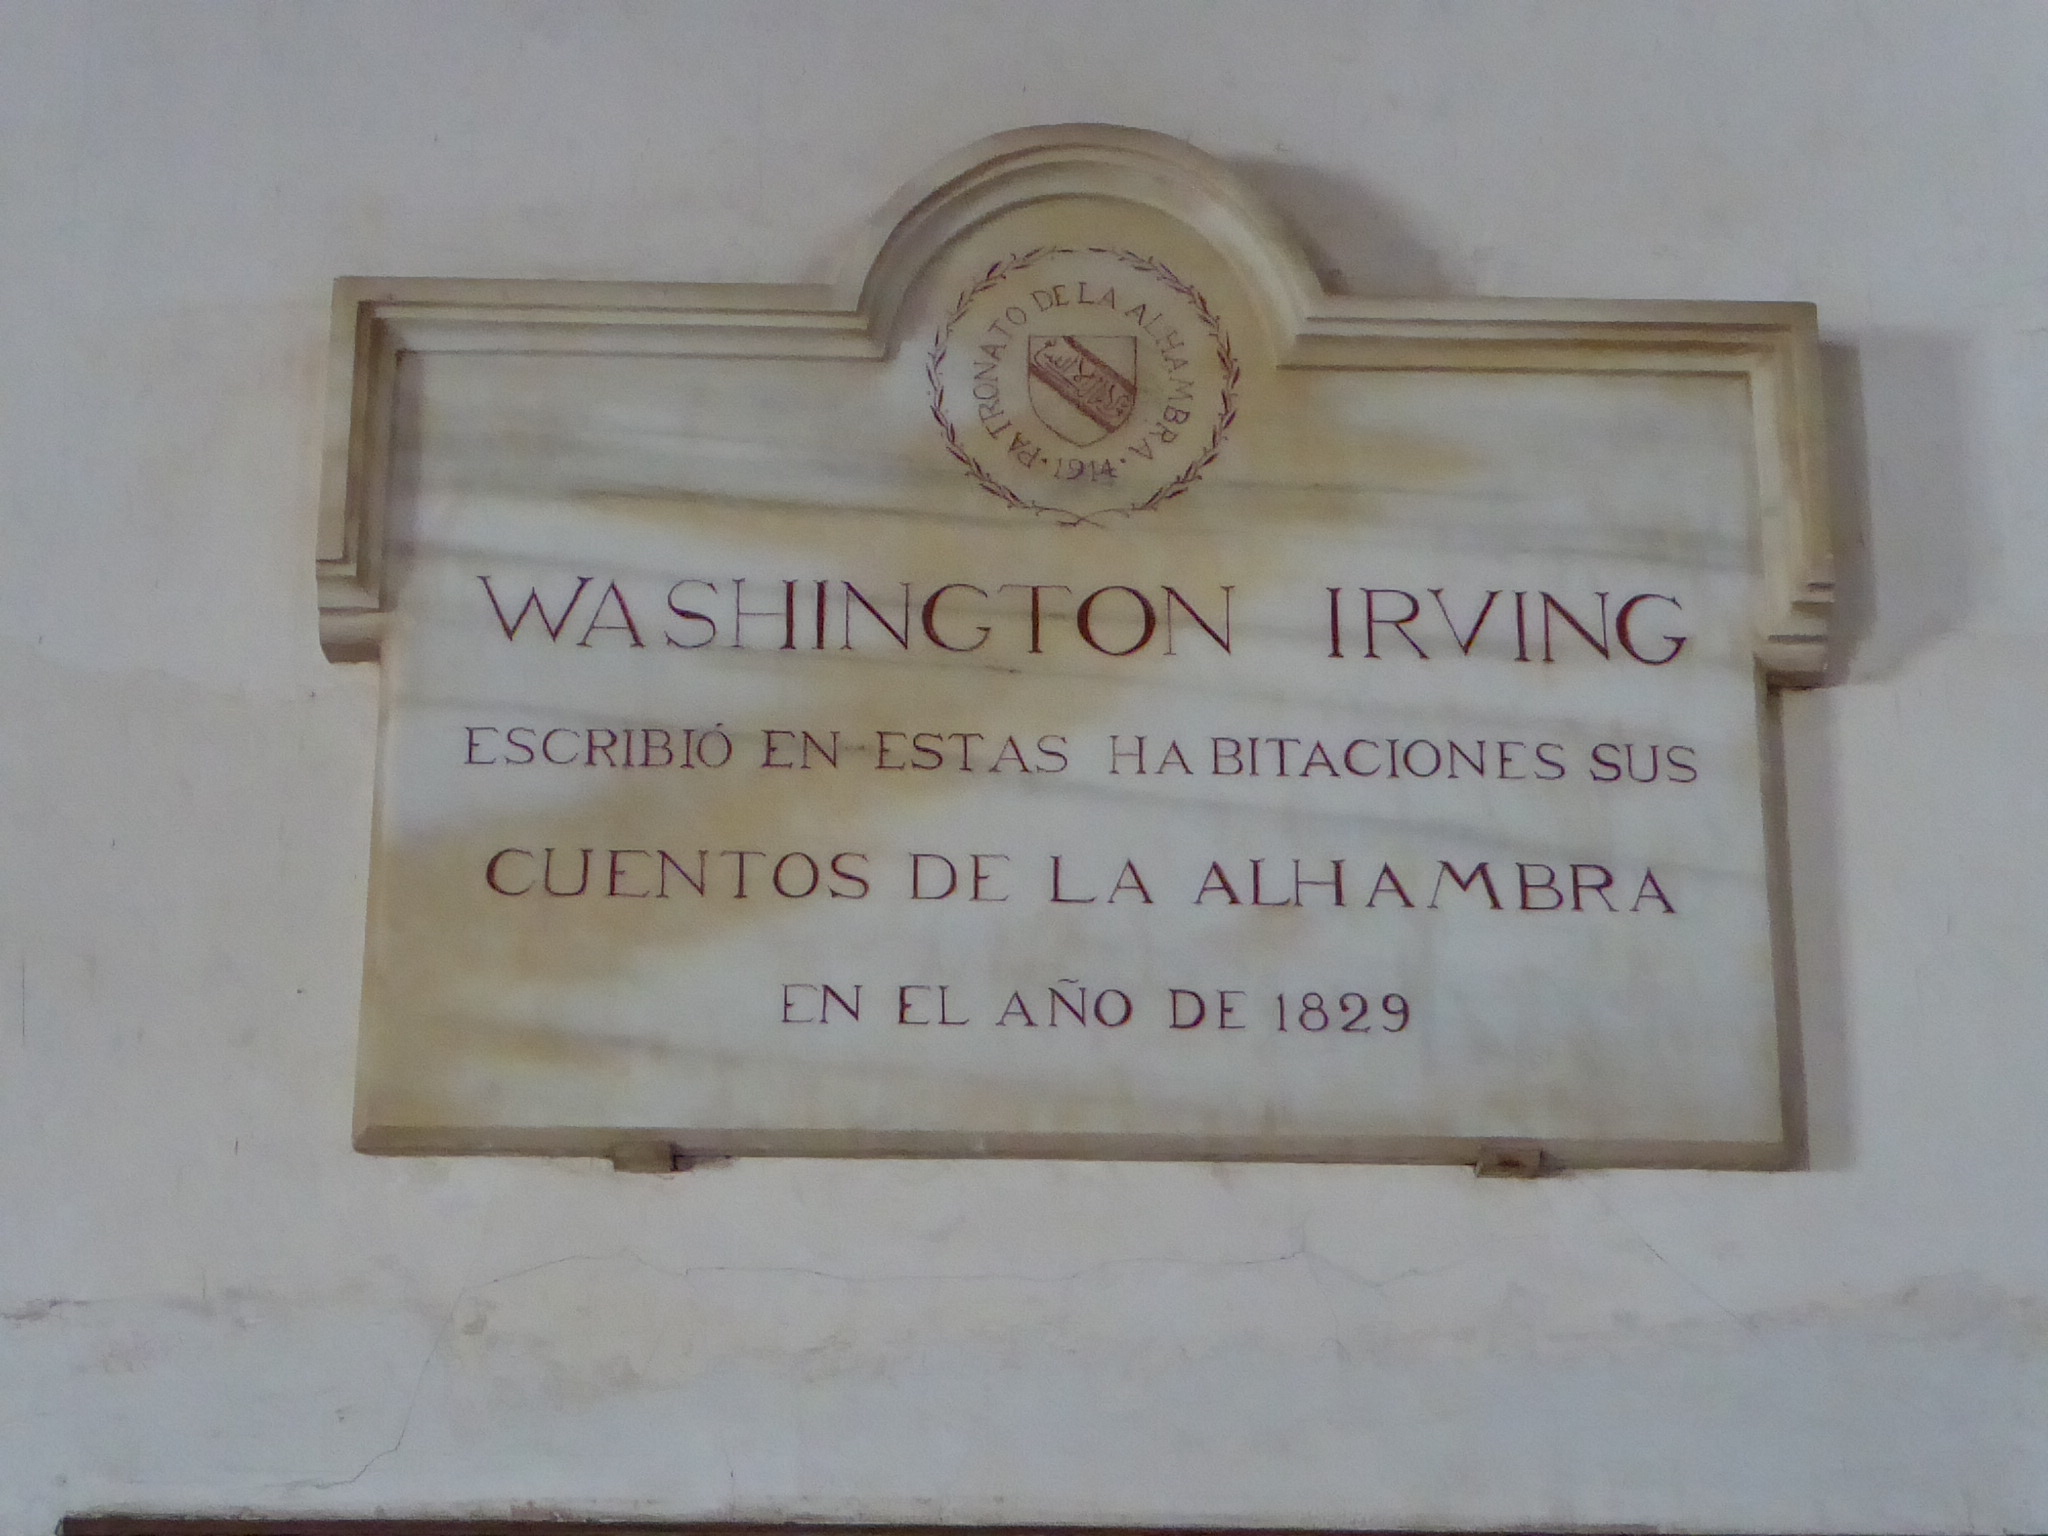 PATRONATO DE LA ALHAMBRA
·1914·
WASHINGTON IRVING
ESCRIBIÓ EN ESTAS HABITACIONES SUS
CUENTOS DE LA ALHAMBRA
EN EL AÑO DE 1829